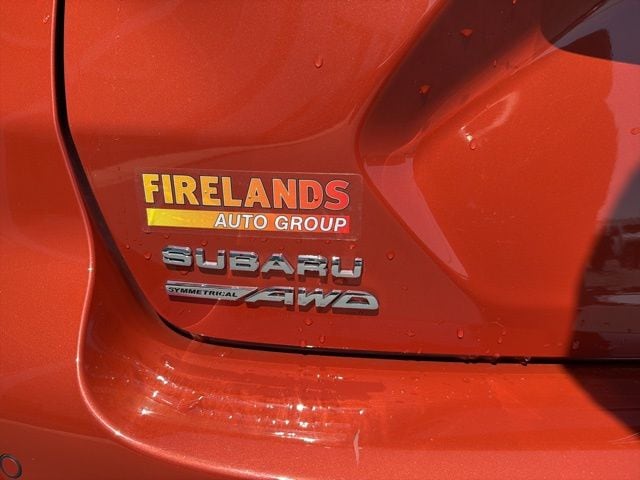 FIRELANDS
AUTO GROUP
SUBARU
SYMMETRICAL AWD